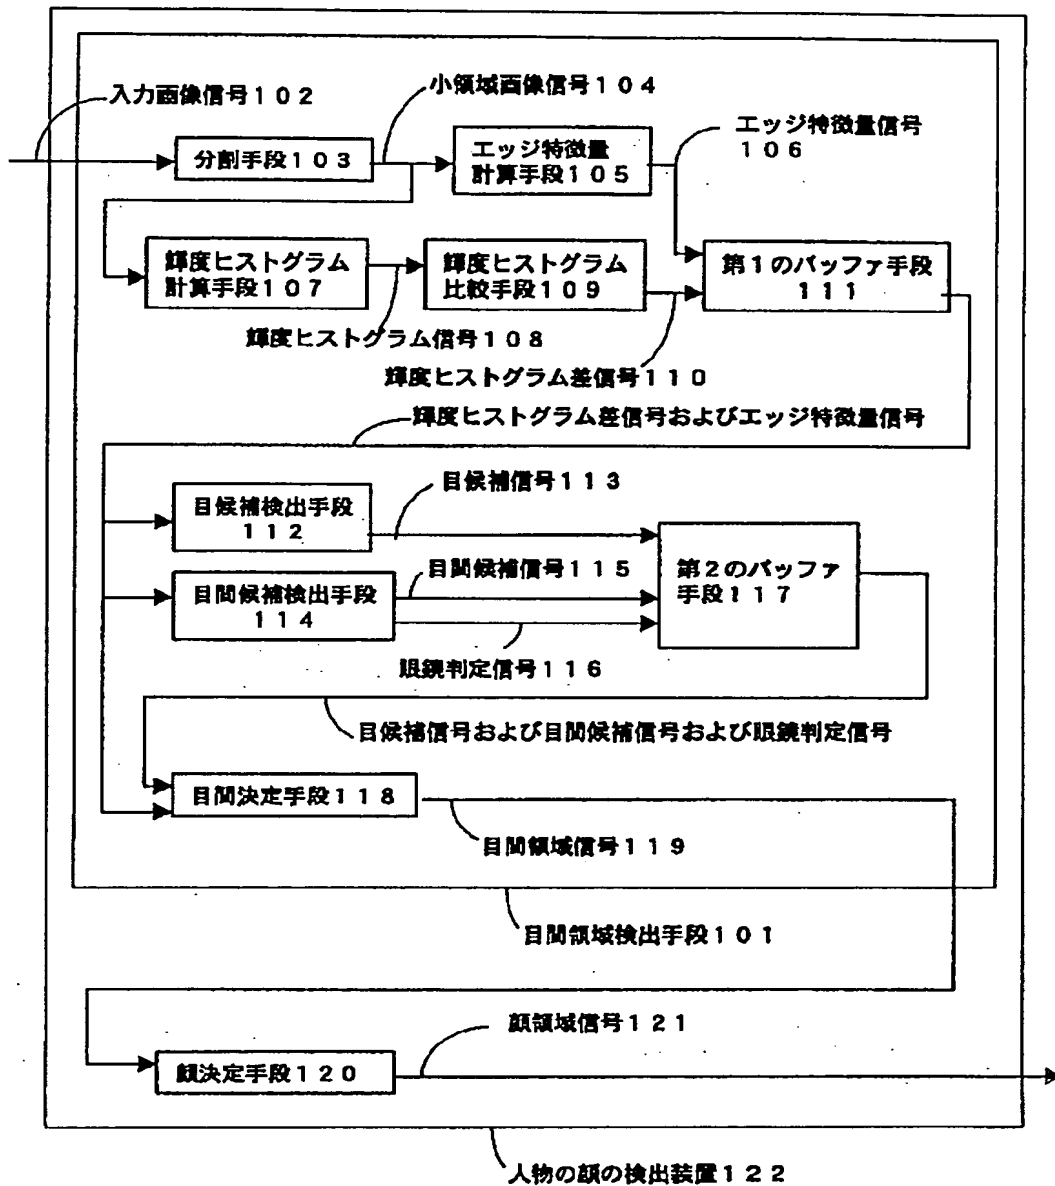 入力画像信号１０２
小領域画像信号１０４
エッジ特徴量信号
１０６
分割手段１０３
エッジ特徴量
計算手段１０５
輝度ヒストグラム
計算手段１０７
輝度ヒストグラム
比較手段１０９
第１のバッファ手段
１１１
輝度ヒストグラム信号１０８
輝度ヒストグラム差信号１１０
輝度ヒストグラム差信号およびエッジ特徴量信号
目候補信号１１３
目候補検出手段
１１２
目間候補信号１１５
第２のバッファ
手段１１７
目間候補検出手段
１１４
眼鏡判定信号１１６
目候補信号および目間候補信号および眼鏡判定信号
目間決定手段１１８
目間領域信号１１９
目間領域検出手段１０１
顔領域信号１２１
顔決定手段１２０
人物の顔の検出装置１２２